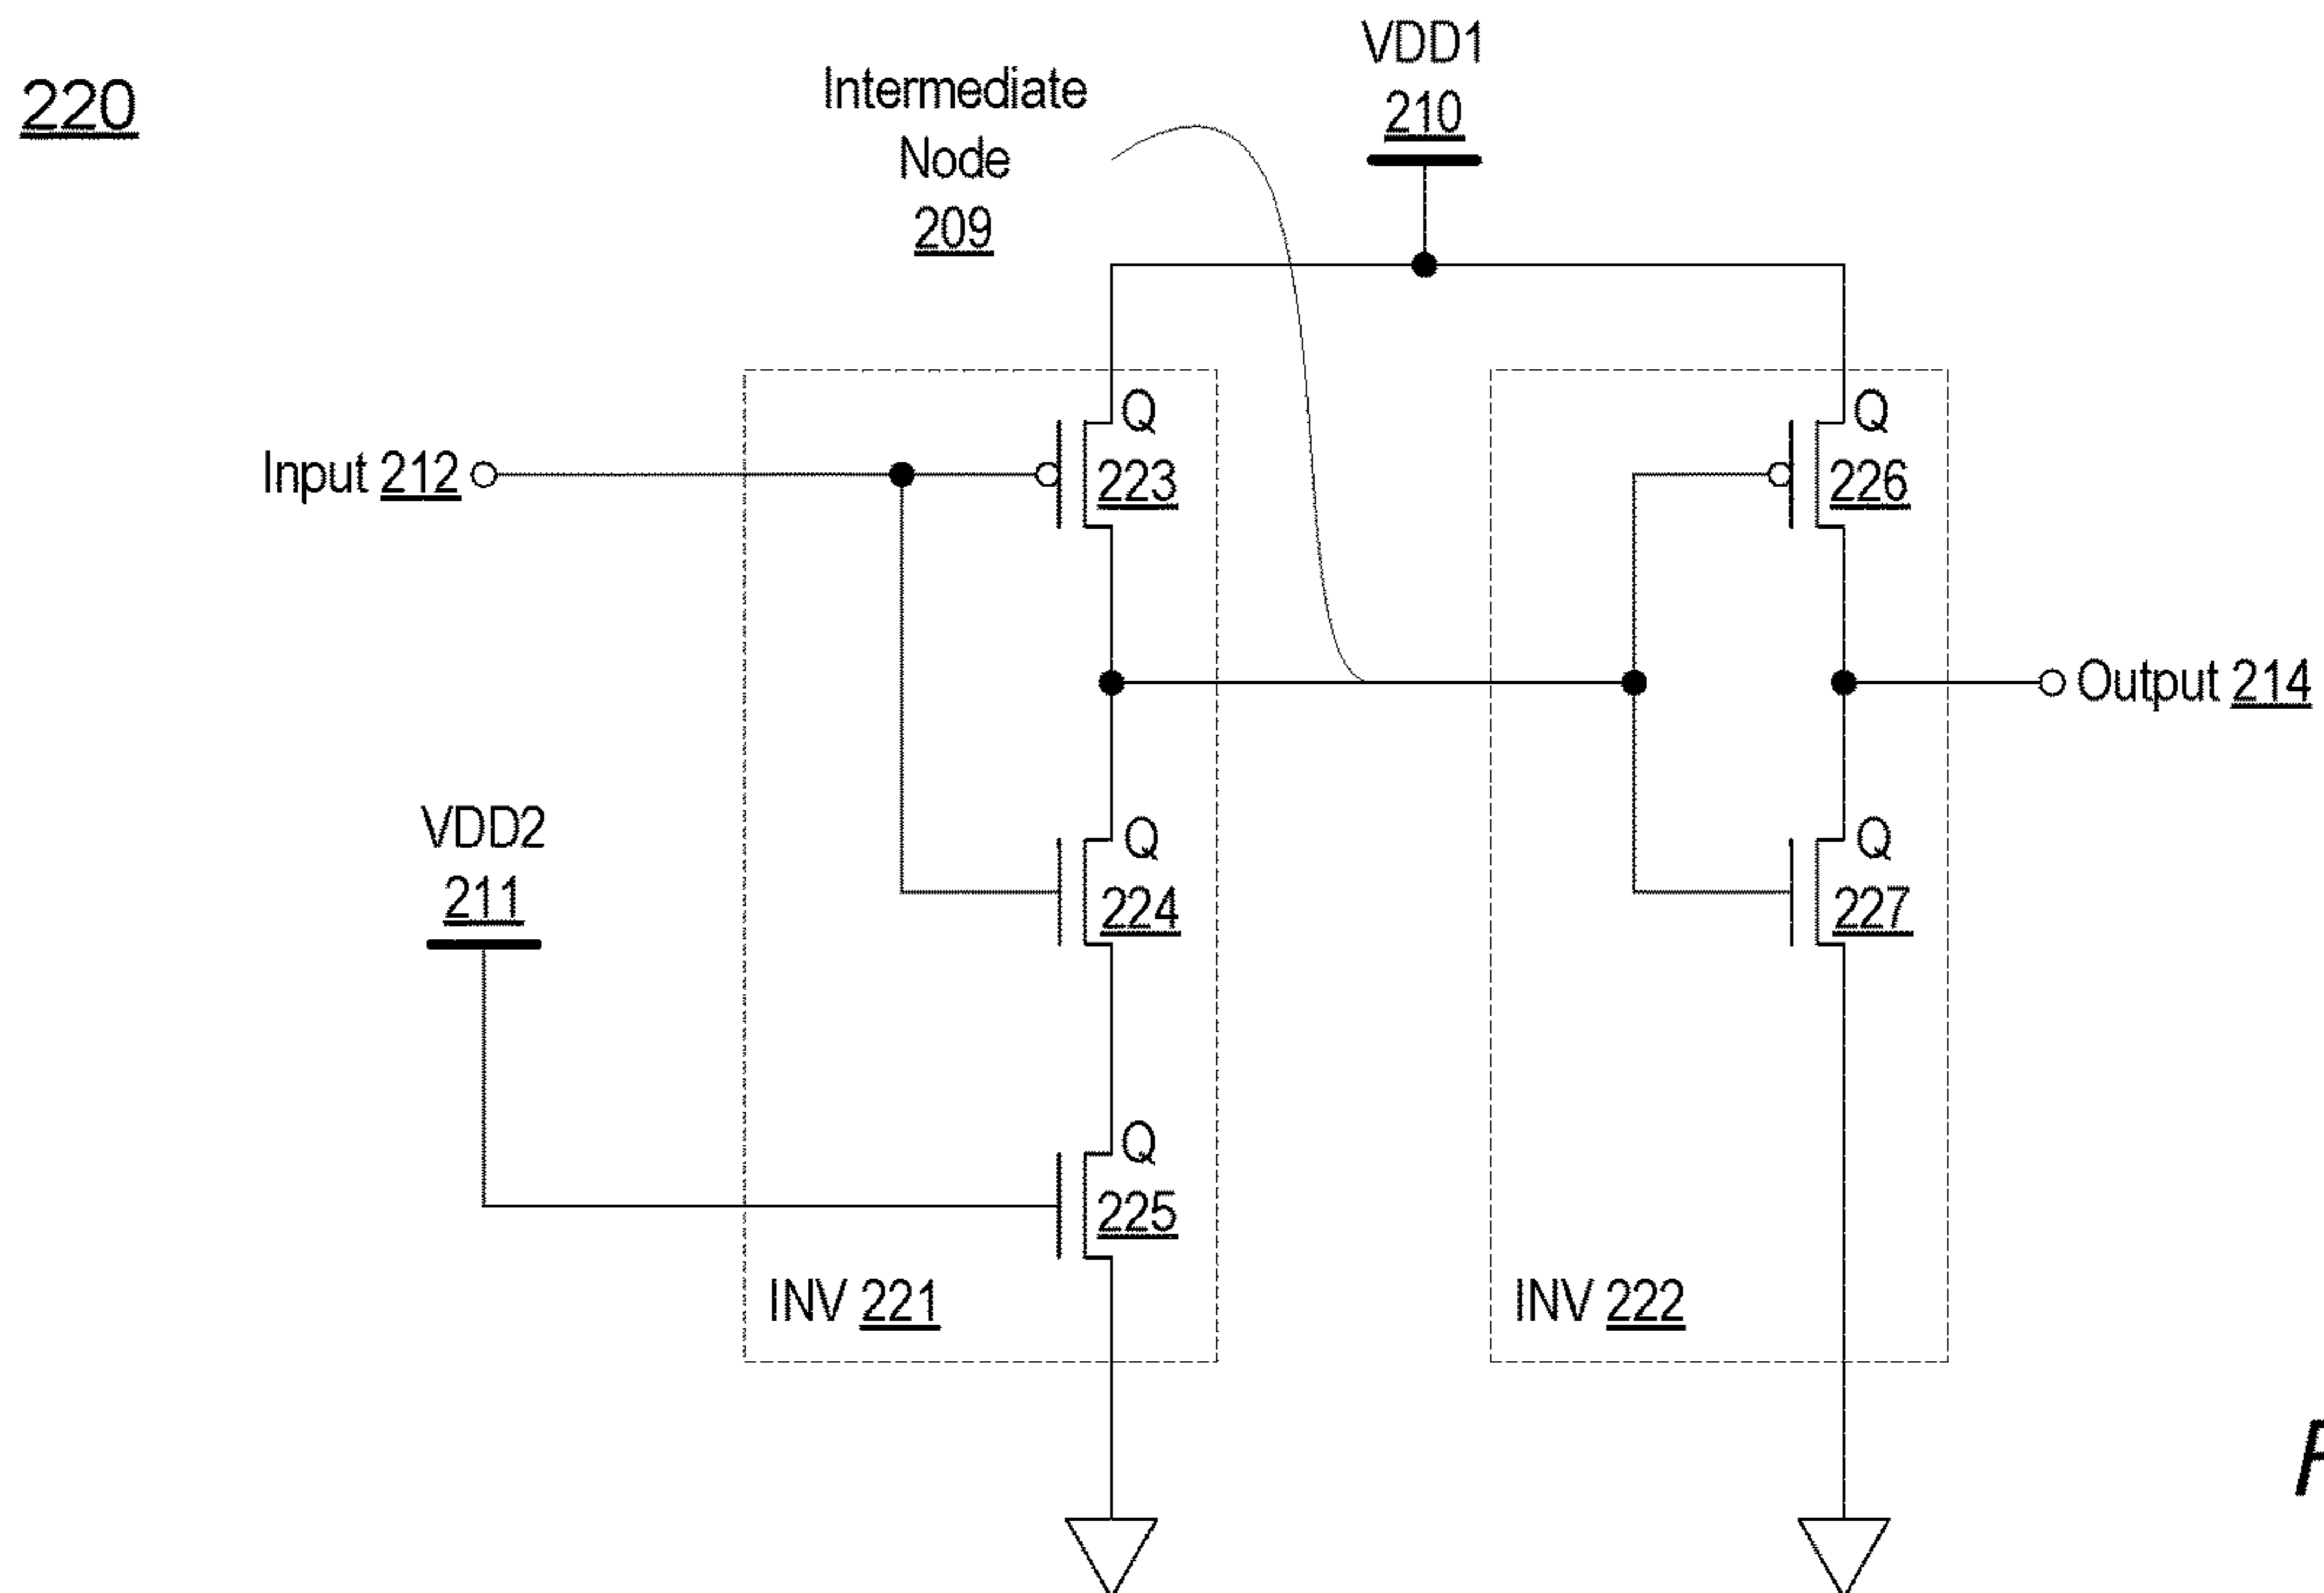 220
VDD1
210
Intermediate
Node
209
Input 212
Q
223
Q
226
Output 214
VDD2
211
Q
224
Q
227
Q
225
INV 221
INV 222